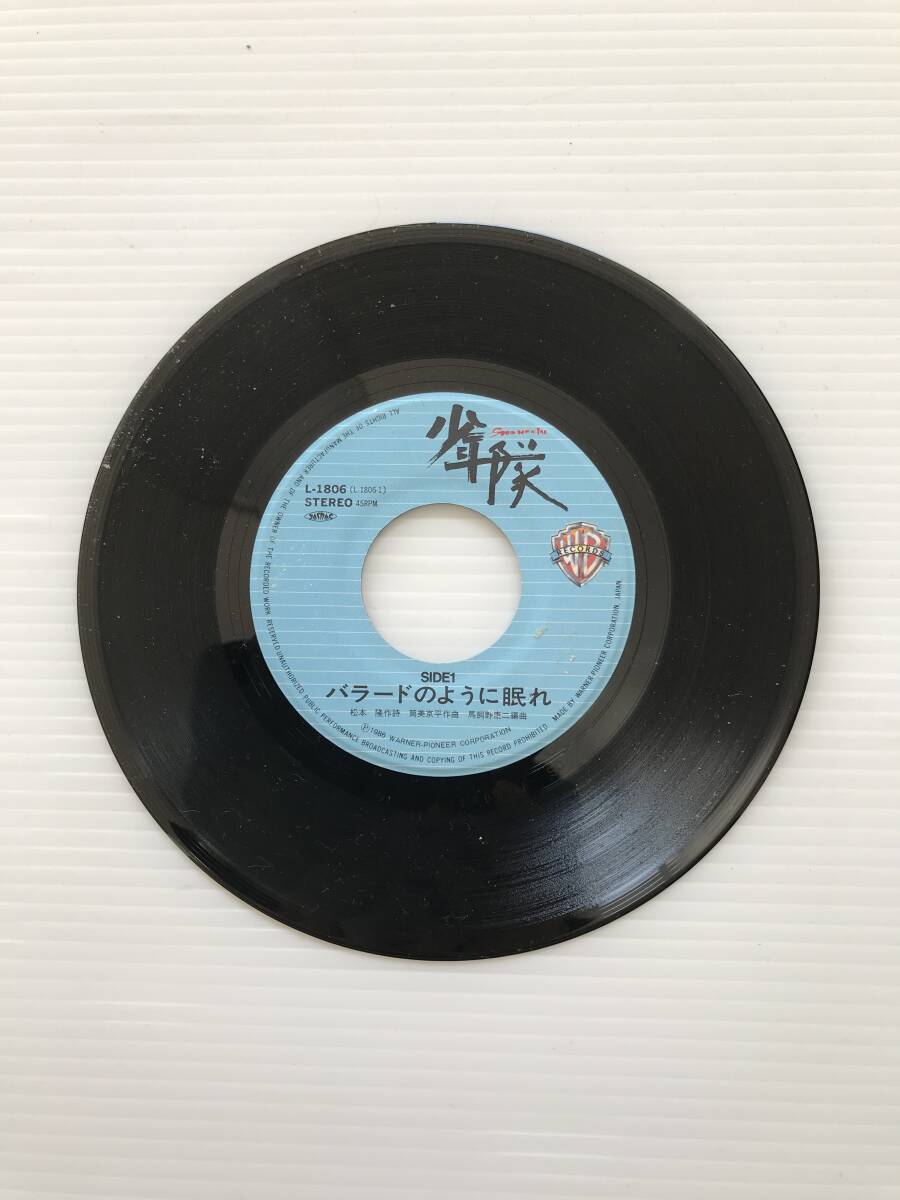 少年隊
L-1806 (L-1806-1)
STEREO 45RPM
RECORDS
SIDE1
バラードのように眠れ
松本 隆作詩 筒美京平作曲 馬飼野康二編曲
Ⓟ1986 WARNER-PIONEER CORPORATION
ALL RIGHTS OF THE MANUFACTURER AND OF THE OWNER OF THE RECORDED WORK RESERVED. UNAUTHORIZED PUBLIC PERFORMANCE BROADCASTING AND COPYING OF THIS RECORD PROHIBITED. MADE BY WARNER-PIONEER CORPORATION, JAPAN